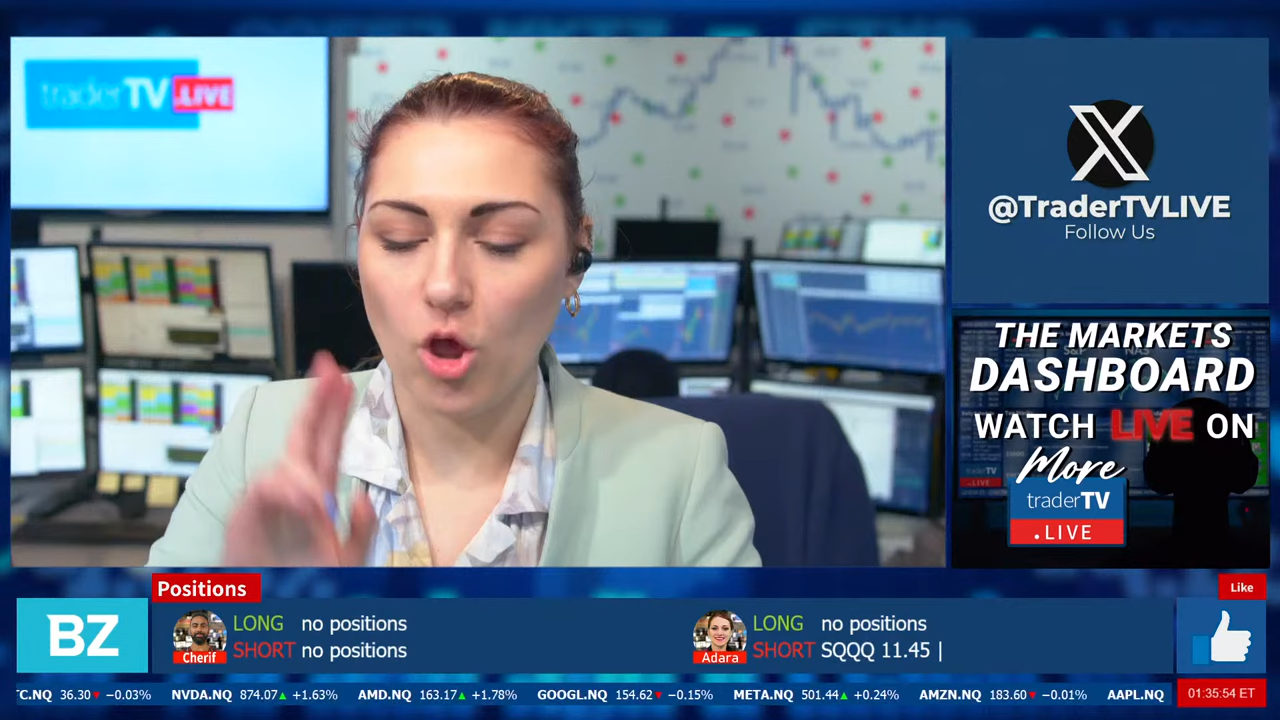 traderTV.LIVE
@TraderTVLIVE
Follow Us
THE MARKETS
DASHBOARD
WATCH LIVE ON
More
traderTV
.LIVE
Positions
Like
BZ
LONG no positions
SHORT no positions
Cherif
LONG no positions
SHORT SQQQ 11.45 |
Adara
TC.NQ 36.30▼ −0.03% NVDA.NQ 874.07▲ +1.63% AMD.NQ 163.17▲ +1.78% GOOGL.NQ 154.62▼ −0.15% META.NQ 501.44▲ +0.24% AMZN.NQ 183.60▼ −0.01% AAPL.NQ
01:35:54 ET